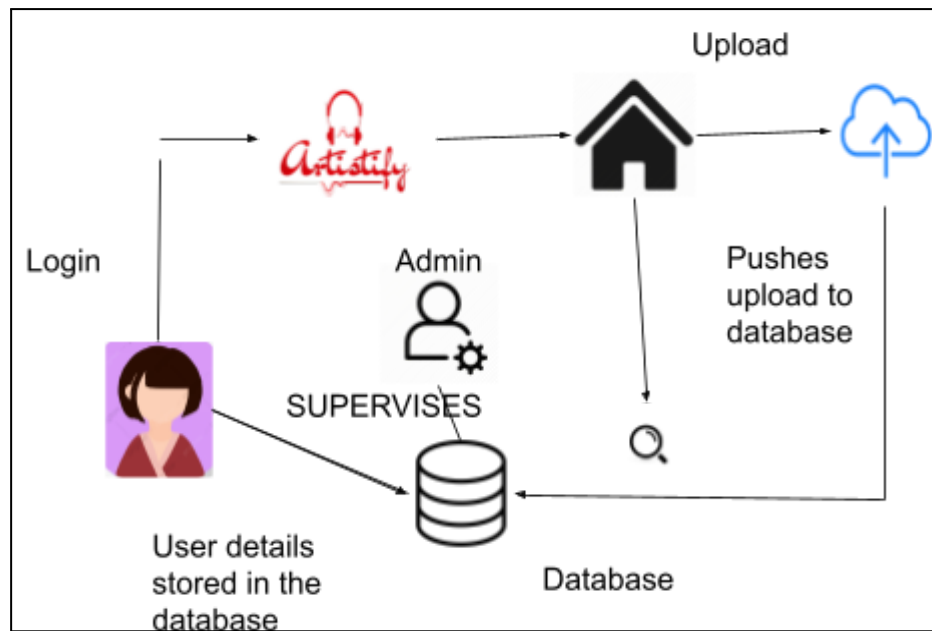 Upload
Artistify
Login
Admin
Pushes
upload to
database
SUPERVISES
User details
stored in the
database
Database